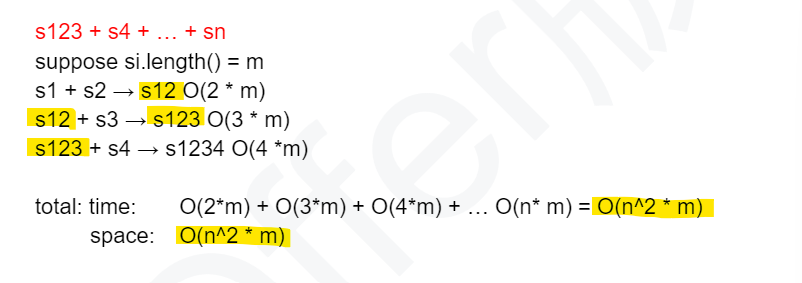 s123 + s4 + … + sn
suppose si.length() = m
s1 + s2 → s12 O(2 * m)
s12 + s3 → s123 O(3 * m)
s123 + s4 → s1234 O(4 *m)
total: time: O(2*m) + O(3*m) + O(4*m) + … O(n* m) = O(n^2 * m)
space: O(n^2 * m)